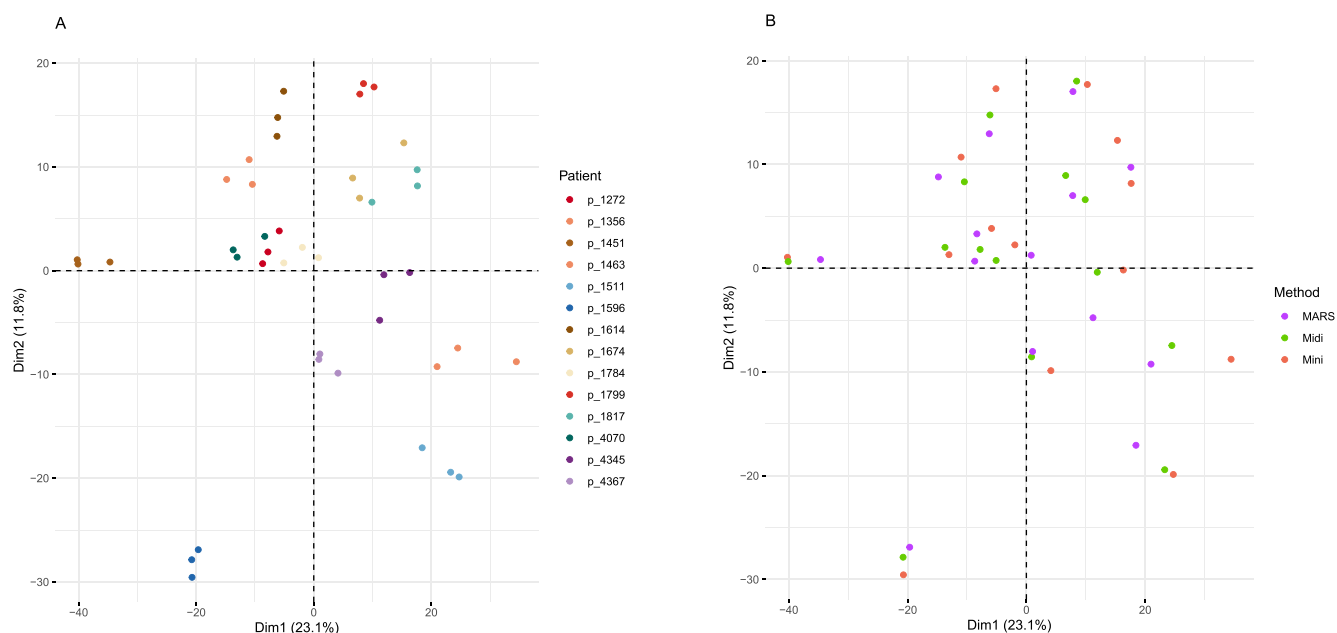 A
20
10
0
−10
−20
−30
Dim2 (11.8%)
−40
−20
0
20
Dim1 (23.1%)
Patient
p_1272
p_1356
p_1451
p_1463
p_1511
p_1596
p_1614
p_1674
p_1784
p_1799
p_1817
p_4070
p_4345
p_4367
B
20
10
0
−10
−20
−30
Dim2 (11.8%)
−40
−20
0
20
Dim1 (23.1%)
Method
MARS
Midi
Mini